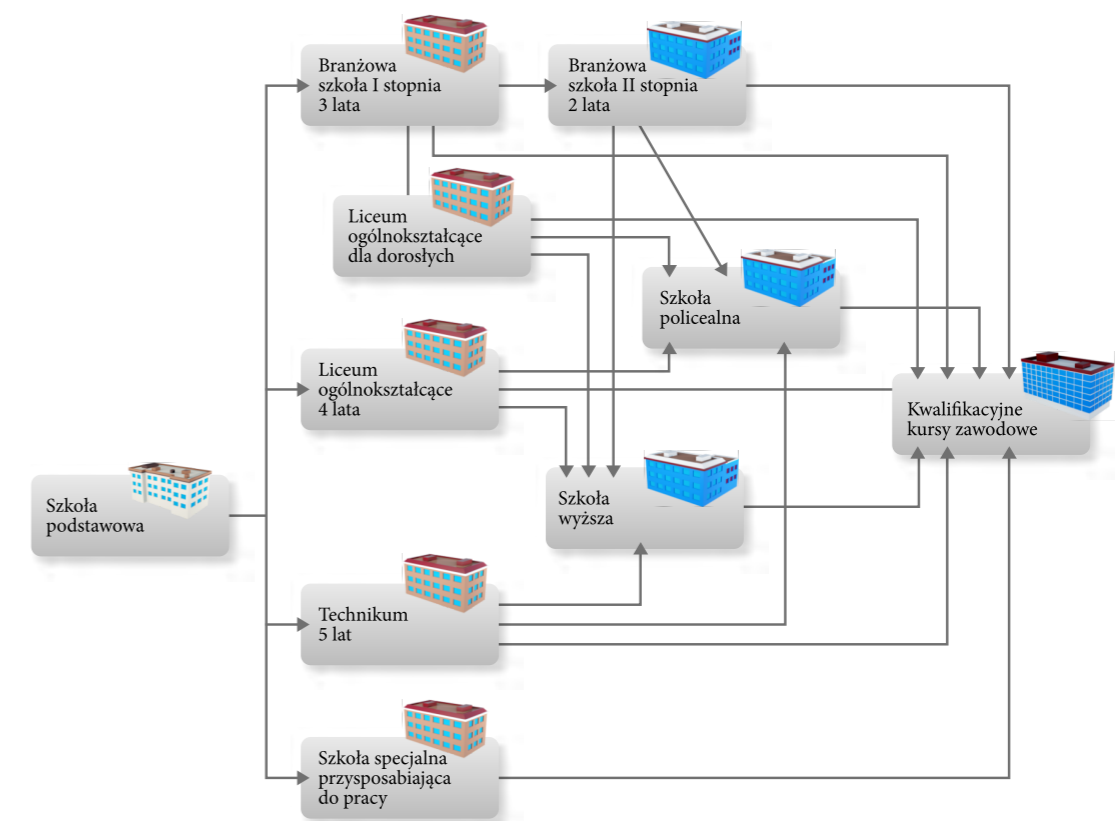 Branżowa
szkoła I stopnia
3 lata
Branżowa
szkoła II stopnia
2 lata
Liceum
ogólnokształcące
dla dorosłych
Szkoła
policealna
Liceum
ogólnokształcące
4 lata
Kwalifikacyjne
kursy zawodowe
Szkoła
podstawowa
Szkoła
wyższa
Technikum
5 lat
Szkoła specjalna
przysposabiająca
do pracy